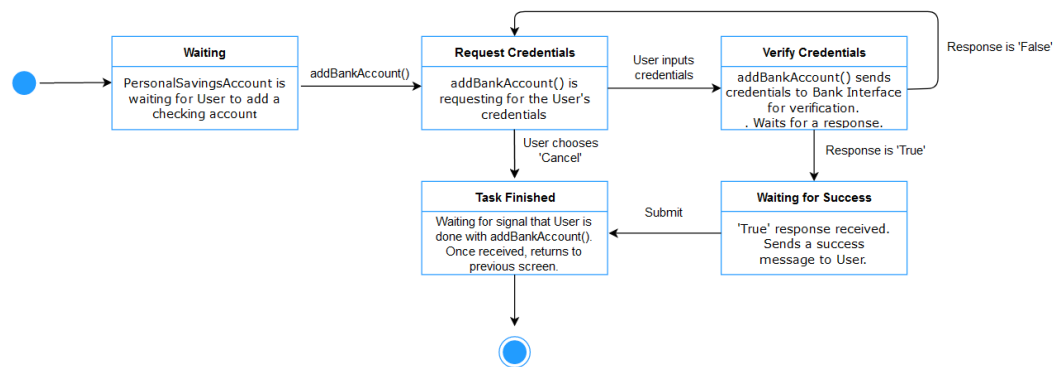 Waiting
PersonalSavingsAccount is
waiting for User to add a
checking account
addBankAccount()
Request Credentials
addBankAccount() is
requesting for the User's
credentials
User inputs
credentials
Verify Credentials
addBankAccount() sends
credentials to Bank Interface
for verification.
. Waits for a response.
Response is 'False'
User chooses
'Cancel'
Response is 'True'
Task Finished
Waiting for signal that User is
done with addBankAccount().
Once received, returns to
previous screen.
Submit
Waiting for Success
'True' response received.
Sends a success
message to User.